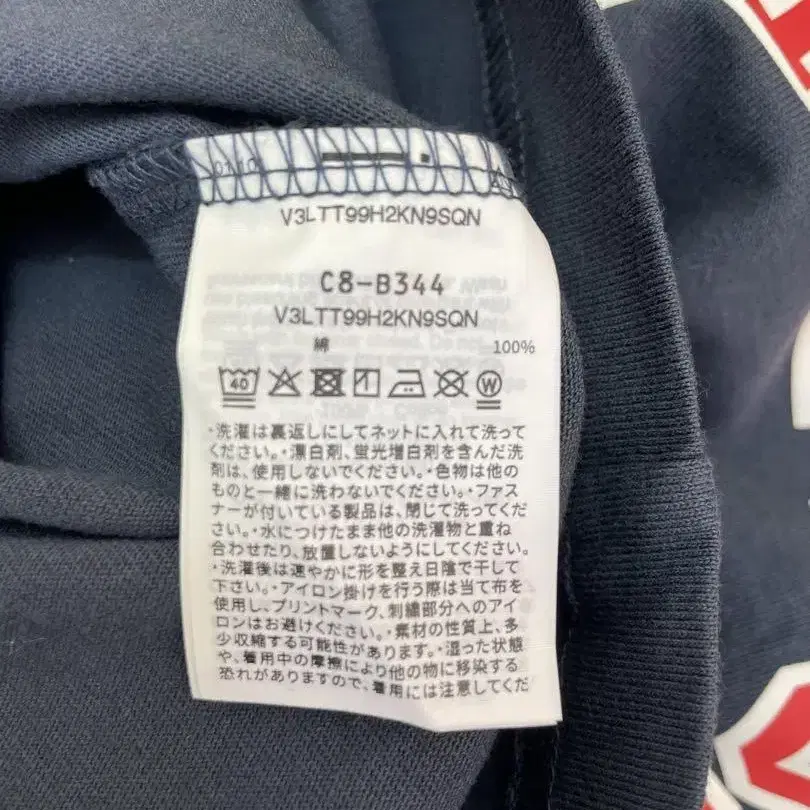 V3LTT99H2KN9SQN
C8-B344
V3LTT99H2KN9SQN
綿 100%
40 W
・洗濯は裏返しにしてネットに入れて洗って
ください。・漂白剤、蛍光増白剤を含んだ洗
剤は、使用しないでください。・色物は他の
ものと一緒に洗わないでください。・ファス
ナーが付いている製品は、閉じて洗ってくだ
さい。・水につけたまま他の洗濯物と重ね
合わせたり、放置しないようにしてください。
・洗濯後は速やかに形を整え日陰で干して
下さい。・アイロン掛けを行う際は当て布を
使用し、プリントマーク、刺繍部分へのアイ
ロンはお避けください。・素材の性質上、多
少収縮する可能性があります。・湿った状態
や、着用中の摩擦により他の物に移染する
恐れがありますので、着用には注意してくだ